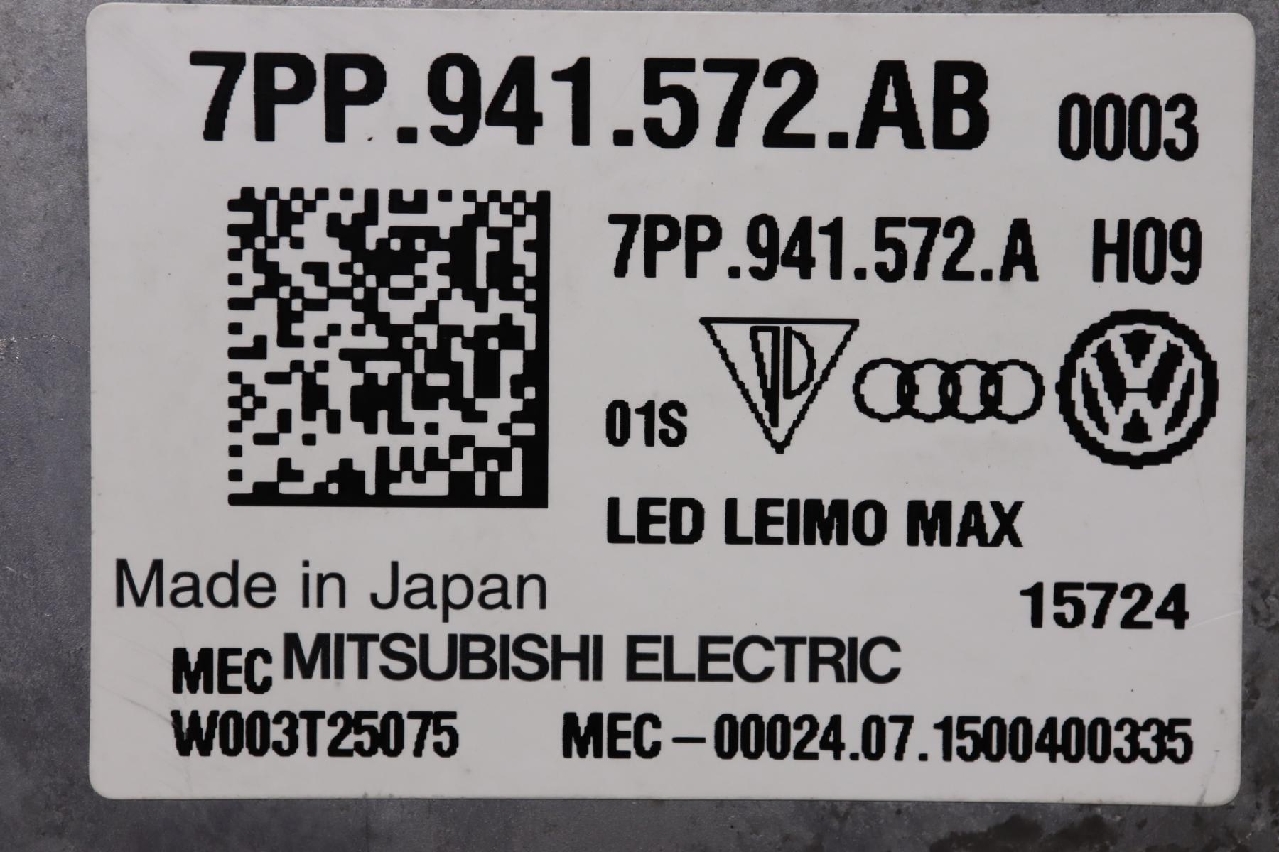 7PP.941.572.AB 0003
7PP.941.572.A H09
01S
LED LEIMO MAX
Made in Japan 15724
MEC MITSUBISHI ELECTRIC
W003T25075 MEC-00024.07.1500400335